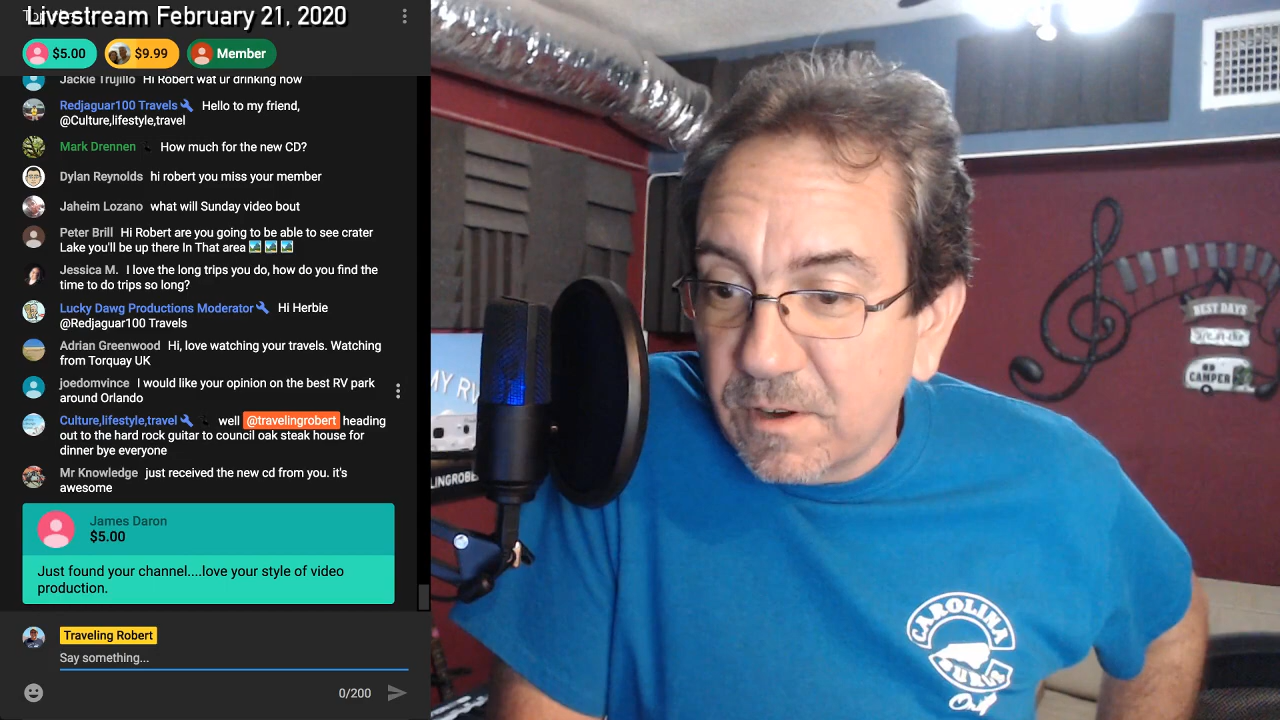 Livestream February 21, 2020
$5.00
$9.99
Member
Jackie Trujillo Hi Robert wat ur drinking now
Redjaguar100 Travels Hello to my friend,
@Culture,lifestyle,travel
Mark Drennen How much for the new CD?
Dylan Reynolds hi robert you miss your member
Jaheim Lozano what will Sunday video bout
Peter Brill Hi Robert are you going to be able to see crater
Lake you'll be up there In That area
Jessica M. I love the long trips you do, how do you find the
time to do trips so long?
Lucky Dawg Productions Moderator Hi Herbie
@Redjaguar100 Travels
Adrian Greenwood Hi, love watching your travels. Watching
from Torquay UK
joedomvince I would like your opinion on the best RV park
around Orlando
Culture,lifestyle,travel well @travelingrobert heading
out to the hard rock guitar to council oak steak house for
dinner bye everyone
Mr Knowledge just received the new cd from you. it's
awesome
James Daron
$5.00
Just found your channel....love your style of video
production.
Traveling Robert
Say something...
0/200
MY RV
LINGROBE
BEST DAYS
CAMPER
CAROLINA